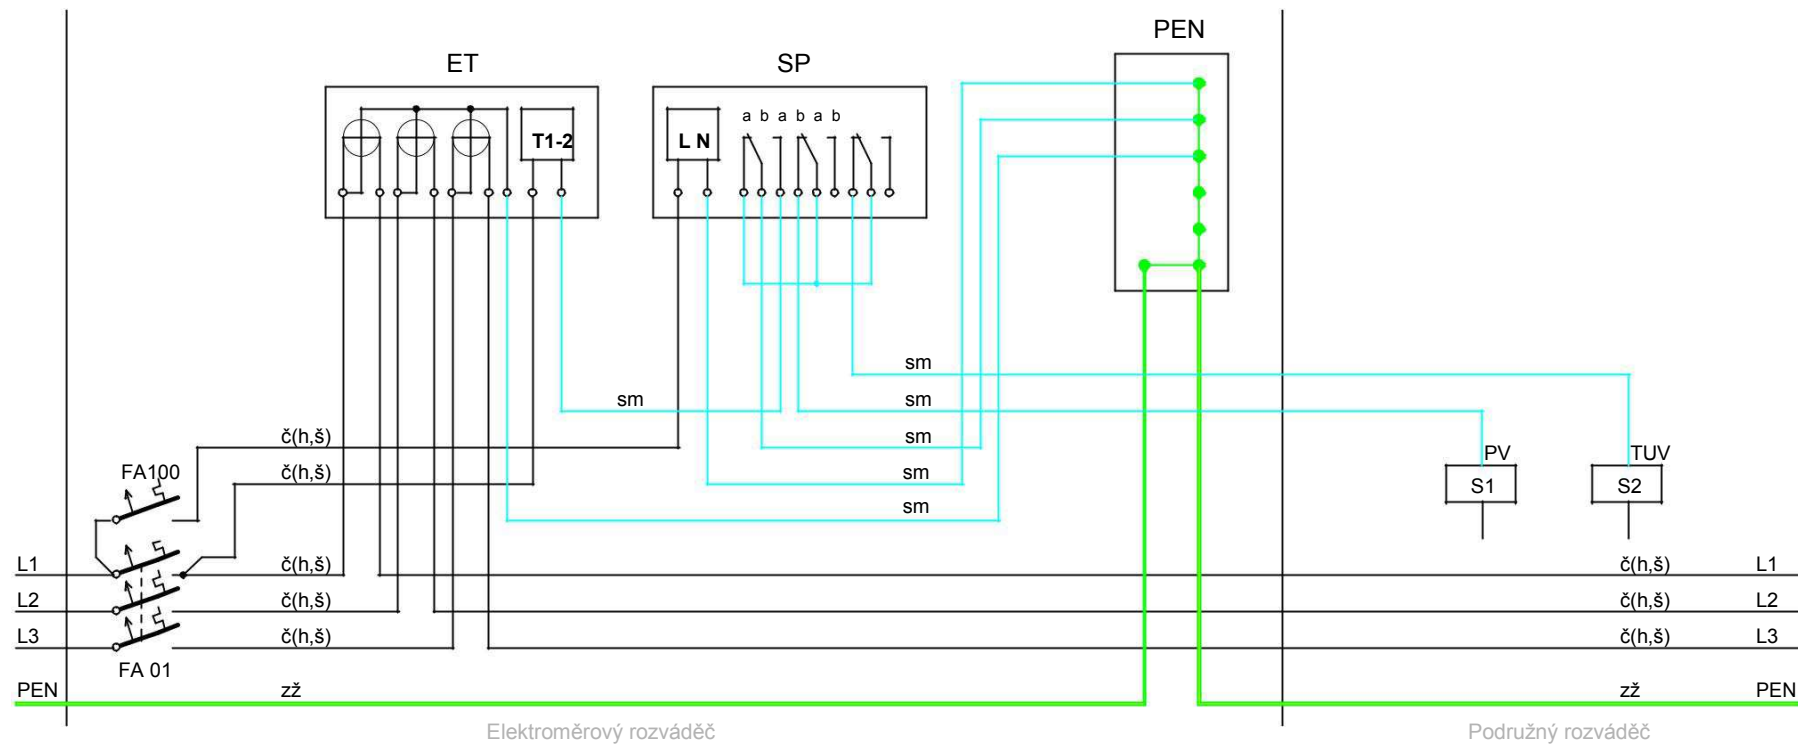 PEN
ET SP
T1-2 L N a b a b a b
sm
sm sm
č(h,š) sm
FA100 č(h,š) sm PV TUV
S1 S2
sm
L1 č(h,š) č(h,š) L1
L2 č(h,š) č(h,š) L2
L3 č(h,š) č(h,š) L3
FA 01
PEN zž zž PEN
Elektroměrový rozváděč Podružný rozváděč